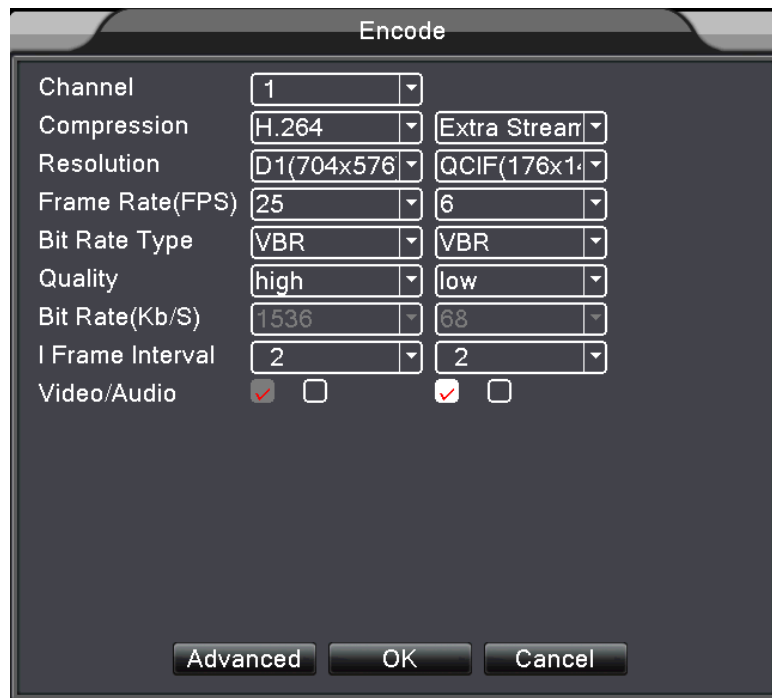 Encode
Channel 1
Compression H.264 Extra Stream
Resolution D1(704x576 QCIF(176x14
Frame Rate(FPS) 25 6
Bit Rate Type VBR VBR
Quality high low
Bit Rate(Kb/S) 1536 68
I Frame Interval 2 2
Video/Audio
Advanced OK Cancel